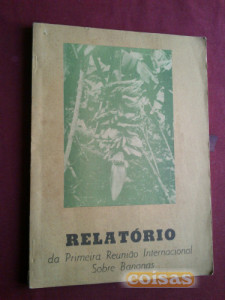 RELATÓRIO
da Primeira Reunião Internacional
Sobre Bananas
coisas